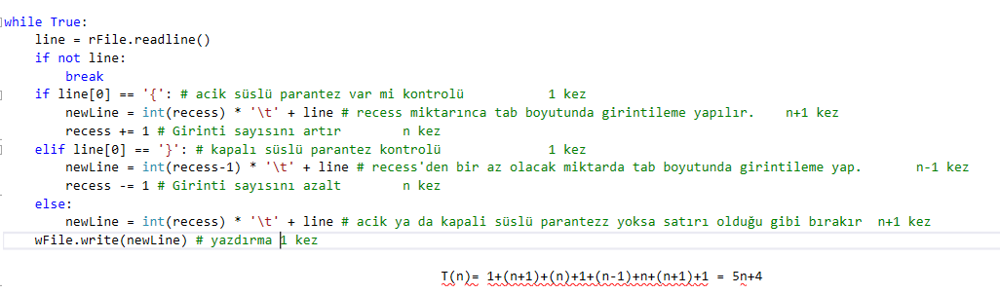 while True:
line = rFile.readline()
if not line:
break
if line[0] == '{': # acik süslü parantez var mi kontrolü 1 kez
newLine = int(recess) * '\t' + line # recess miktarınca tab boyutunda girintileme yapılır. n+1 kez
recess += 1 # Girinti sayısını artır n kez
elif line[0] == '}': # kapalı süslü parantez kontrolü 1 kez
newLine = int(recess-1) * '\t' + line # recess'den bir az olacak miktarda tab boyutunda girintileme yap. n-1 kez
recess -= 1 # Girinti sayısını azalt n kez
else:
newLine = int(recess) * '\t' + line # acik ya da kapali süslü parantezz yoksa satırı olduğu gibi bırakır n+1 kez
wFile.write(newLine) # yazdırma 1 kez
T(n)= 1+(n+1)+(n)+1+(n-1)+n+(n+1)+1 = 5n+4